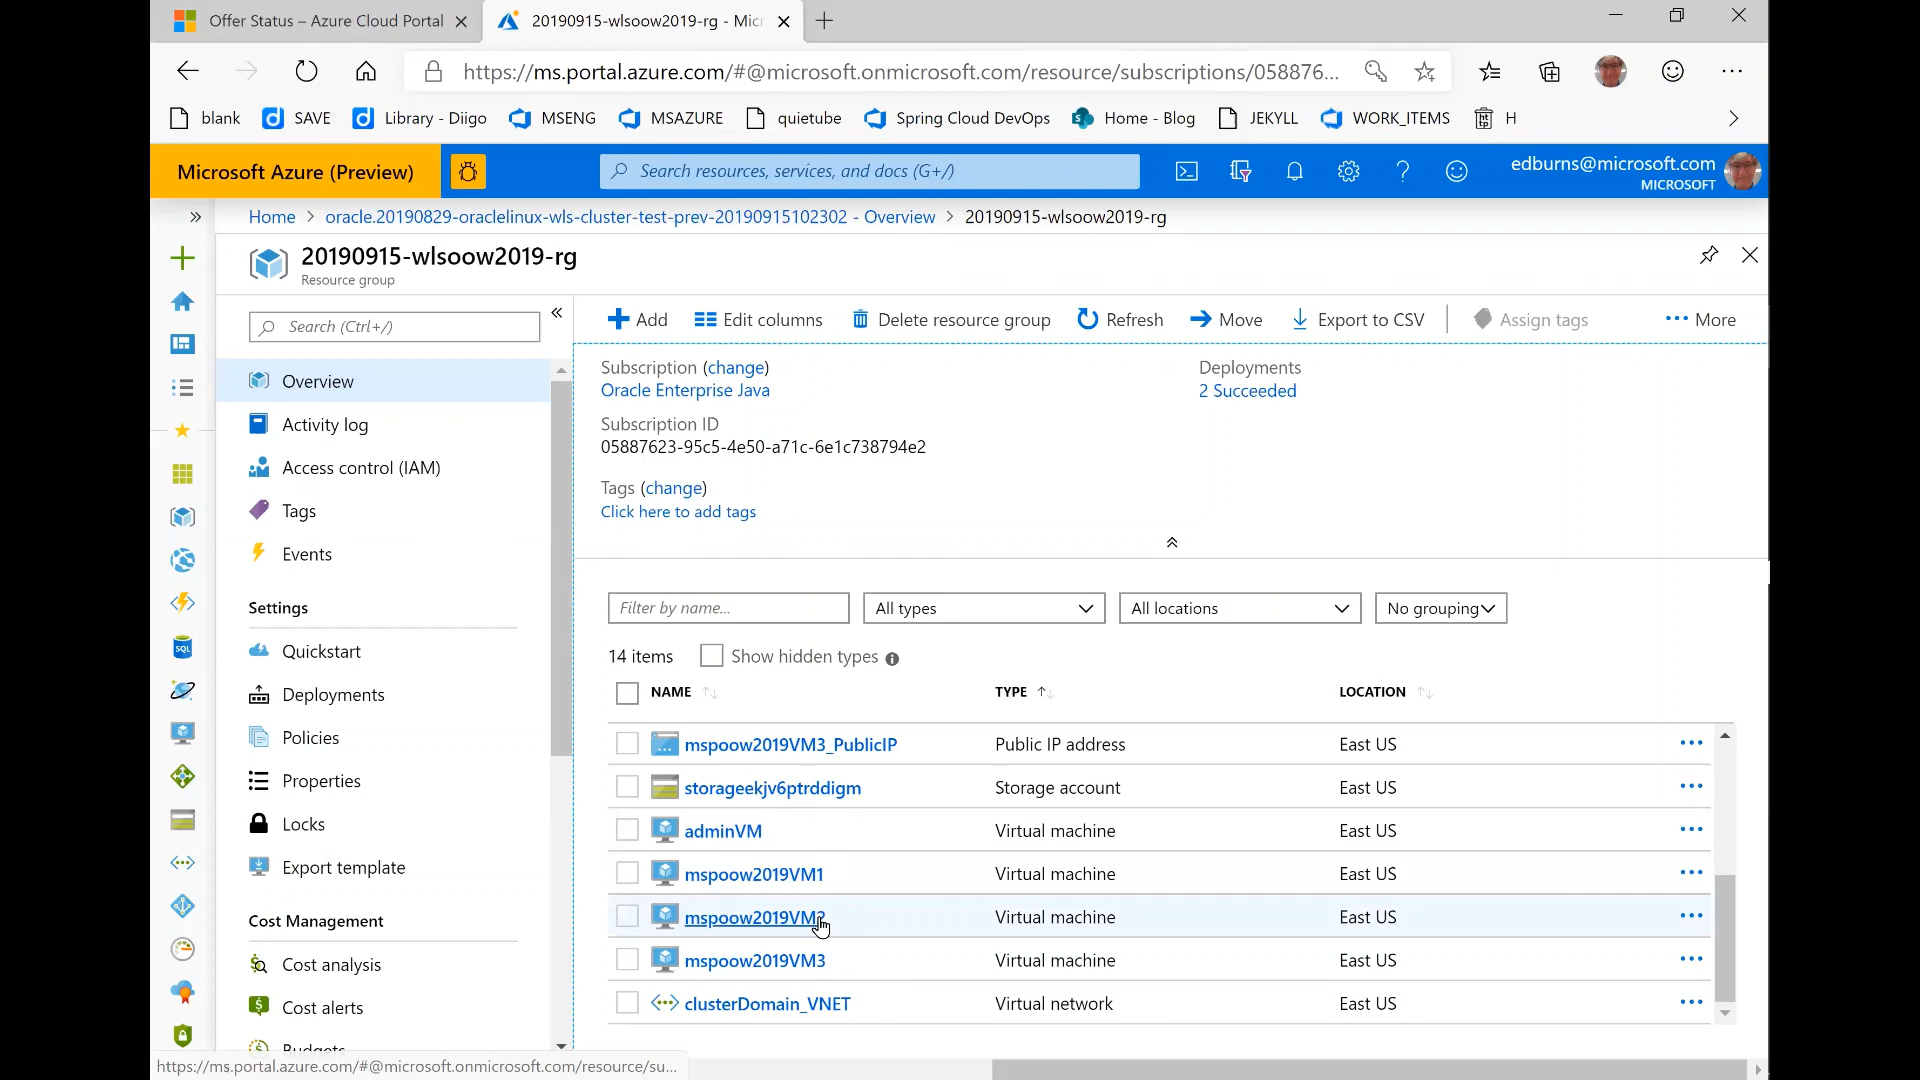 Offer Status – Azure Cloud Portal
20190915-wlsoow2019-rg - Mic
https://ms.portal.azure.com/#@microsoft.onmicrosoft.com/resource/subscriptions/058876...
blank
SAVE
Library - Diigo
MSENG
MSAZURE
quietube
Spring Cloud DevOps
Home - Blog
JEKYLL
WORK_ITEMS
H
Microsoft Azure (Preview)
Search resources, services, and docs (G+/)
edburns@microsoft.com
MICROSOFT
Home > oracle.20190829-oraclelinux-wls-cluster-test-prev-20190915102302 - Overview > 20190915-wlsoow2019-rg
20190915-wlsoow2019-rg
Resource group
Search (Ctrl+/)
Overview
Activity log
Access control (IAM)
Tags
Events
Settings
Quickstart
Deployments
Policies
Properties
Locks
Export template
Cost Management
Cost analysis
Cost alerts
Budgets
Add
Edit columns
Delete resource group
Refresh
Move
Export to CSV
Assign tags
More
Subscription (change)
Oracle Enterprise Java
Subscription ID
05887623-95c5-4e50-a71c-6e1c738794e2
Tags (change)
Click here to add tags
Deployments
2 Succeeded
Filter by name...
All types
All locations
No grouping
14 items
Show hidden types
NAME TYPE LOCATION
mspoow2019VM3_PublicIP Public IP address East US
storageekjv6ptrddigm Storage account East US
adminVM Virtual machine East US
mspoow2019VM1 Virtual machine East US
mspoow2019VM2 Virtual machine East US
mspoow2019VM3 Virtual machine East US
clusterDomain_VNET Virtual network East US
https://ms.portal.azure.com/#@microsoft.onmicrosoft.com/resource/su...